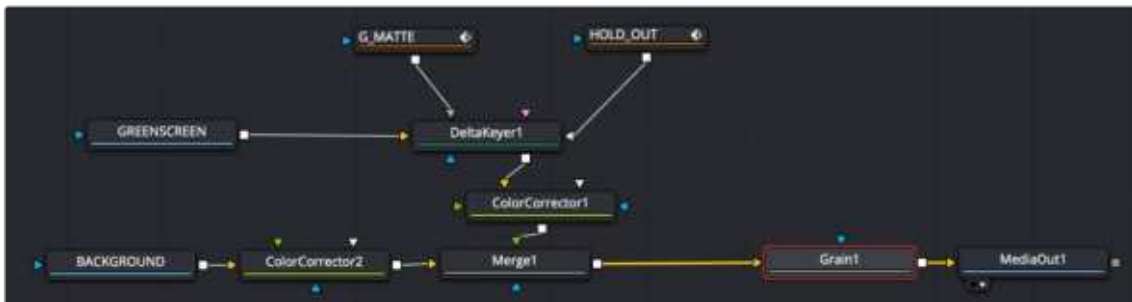 G_MATTE
HOLD_OUT
GREENSCREEN
DeltaKeyer1
ColorCorrector1
BACKGROUND
ColorCorrector2
Merge1
Grain1
MediaOut1